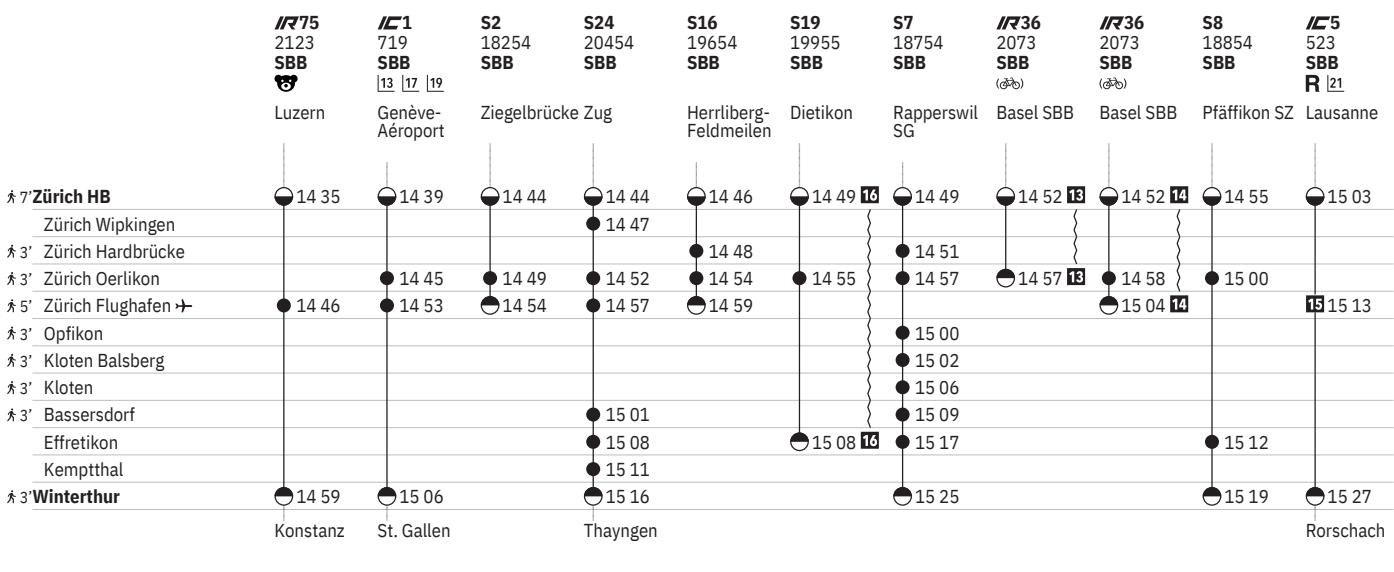 IR75 IC1 S2 S24 S16 S19 S7 IR36 IR36 S8 IC5
2123 719 18254 20454 19654 19955 18754 2073 2073 18854 523
SBB SBB SBB SBB SBB SBB SBB SBB SBB SBB SBB
13 17 19 R 21
Luzern Genève- Ziegelbrücke Zug Herrliberg- Dietikon Rapperswil Basel SBB Basel SBB Pfäffikon SZ Lausanne
Aéroport Feldmeilen SG
7' Zürich HB 14 35 14 39 14 44 14 44 14 46 14 49 16 14 49 14 52 13 14 52 14 14 55 15 03
Zürich Wipkingen 14 47
3' Zürich Hardbrücke 14 48 14 51
3' Zürich Oerlikon 14 45 14 49 14 52 14 54 14 55 14 57 14 57 13 14 58 15 00
5' Zürich Flughafen 14 46 14 53 14 54 14 57 14 59 15 04 14 15 15 13
3' Opfikon 15 00
3' Kloten Balsberg 15 02
3' Kloten 15 06
3' Bassersdorf 15 01 15 09
Effretikon 15 08 15 08 16 15 17 15 12
Kemptthal 15 11
3' Winterthur 14 59 15 06 15 16 15 25 15 19 15 27
Konstanz St. Gallen Thayngen Rorschach